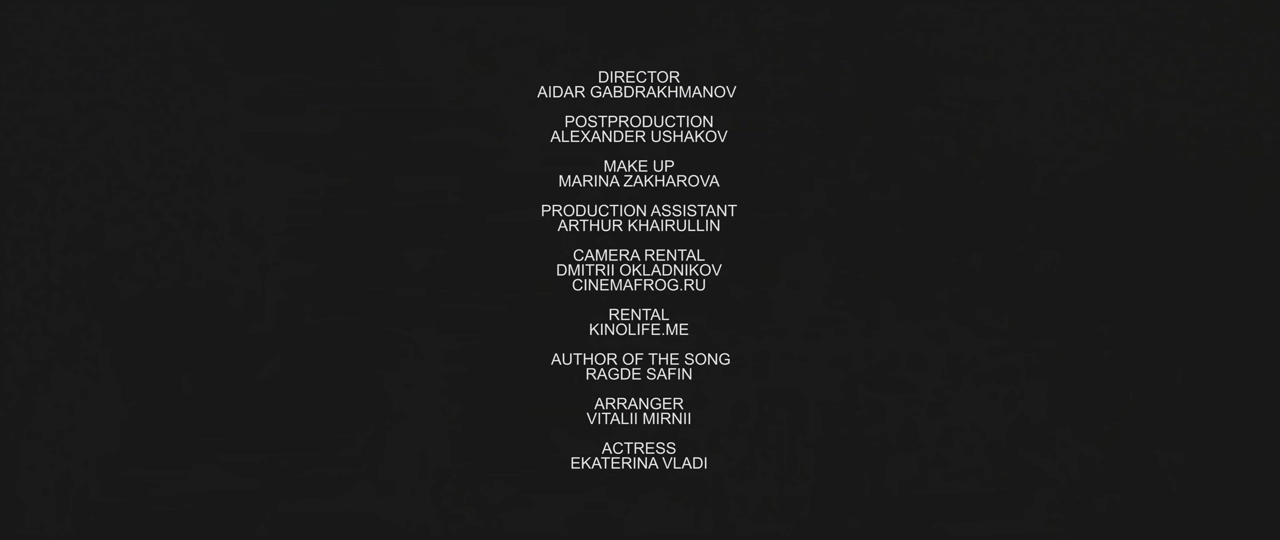 DIRECTOR
AIDAR GABDRAKHMANOV
POSTPRODUCTION
ALEXANDER USHAKOV
MAKE UP
MARINA ZAKHAROVA
PRODUCTION ASSISTANT
ARTHUR KHAIRULLIN
CAMERA RENTAL
DMITRII OKLADNIKOV
CINEMAFROG.RU
RENTAL
KINOLIFE.ME
AUTHOR OF THE SONG
RAGDE SAFIN
ARRANGER
VITALII MIRNII
ACTRESS
EKATERINA VLADI